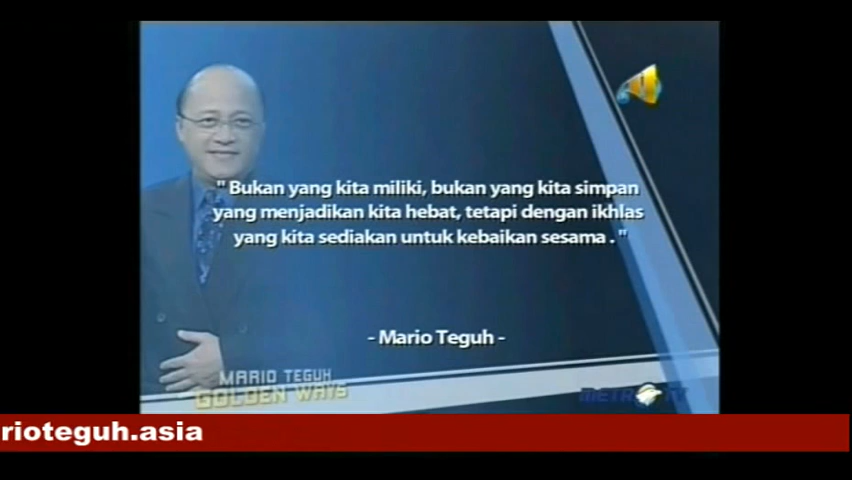 " Bukan yang kita miliki, bukan yang kita simpan
yang menjadikan kita hebat, tetapi dengan ikhlas
yang kita sediakan untuk kebaikan sesama . "
- Mario Teguh -
MARIO TEGUH
GOLDEN WAYS
METRO TV
rioteguh.asia